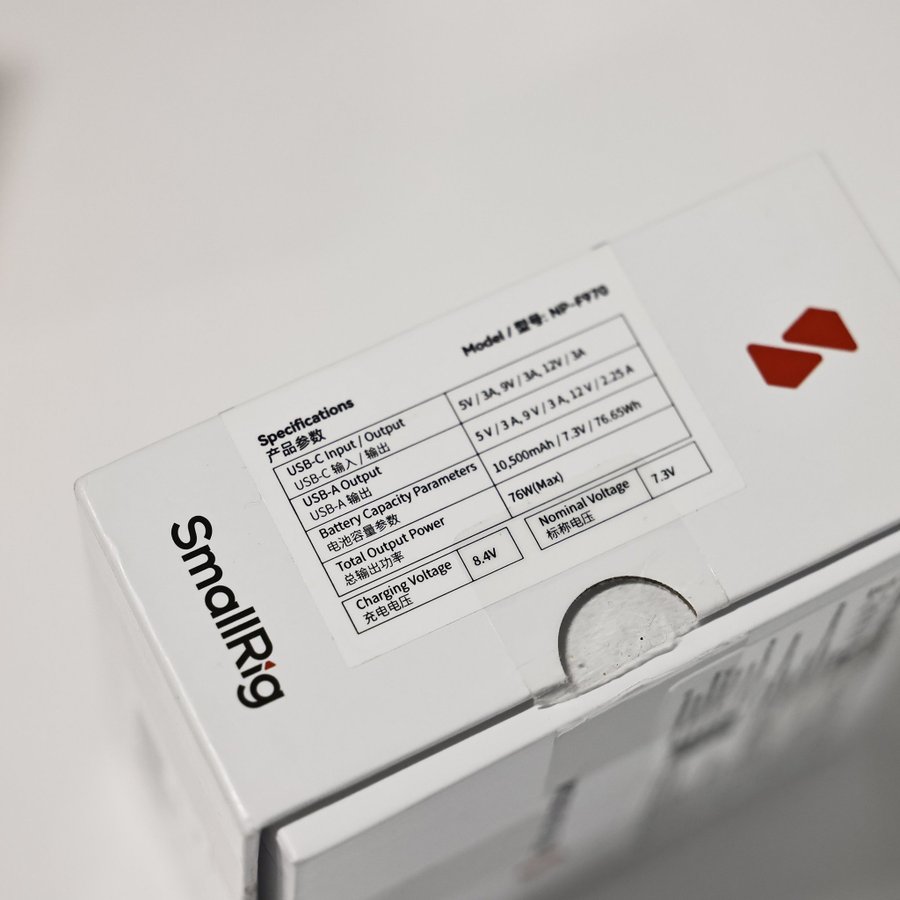 Model / 型号: NP-F970
Specifications
产品参数
USB-C Input / Output
USB-C 输入 / 输出
5V / 3A, 9V / 3A, 12V / 3A
USB-A Output
USB-A 输出
5 V / 3 A, 9 V / 3 A, 12 V / 2.25 A
Battery Capacity Parameters
电池容量参数
10,500mAh / 7.3V / 76.65Wh
Total Output Power
总输出功率
76W(Max)
Charging Voltage
充电电压
8.4V
Nominal Voltage
标称电压
7.3V
SmallRig